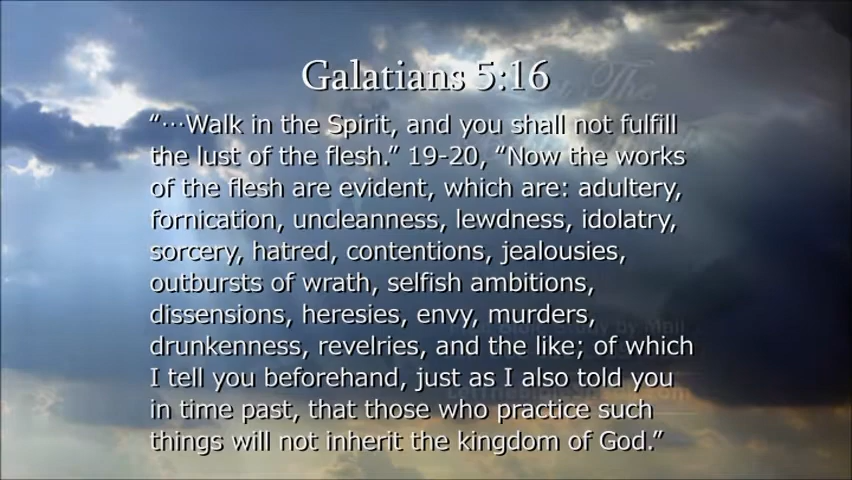 Galatians 5:16
“…Walk in the Spirit, and you shall not fulfill
the lust of the flesh.” 19-20, “Now the works
of the flesh are evident, which are: adultery,
fornication, uncleanness, lewdness, idolatry,
sorcery, hatred, contentions, jealousies,
outbursts of wrath, selfish ambitions,
dissensions, heresies, envy, murders,
drunkenness, revelries, and the like; of which
I tell you beforehand, just as I also told you
in time past, that those who practice such
things will not inherit the kingdom of God.”